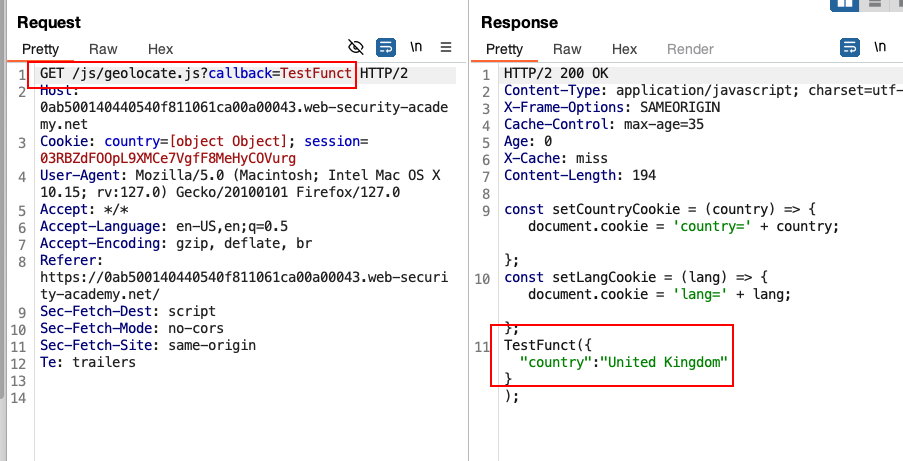 Request
Pretty Raw Hex \n
1 GET /js/geolocate.js?callback=TestFunct HTTP/2
2 Host:
0ab500140440540f811061ca00a00043.web-security-acade
my.net
3 Cookie: country=[object Object]; session=
03RBZdFOOpL9XMCe7VgfF8MeHyCOVurg
4 User-Agent: Mozilla/5.0 (Macintosh; Intel Mac OS X
10.15; rv:127.0) Gecko/20100101 Firefox/127.0
5 Accept: */*
6 Accept-Language: en-US,en;q=0.5
7 Accept-Encoding: gzip, deflate, br
8 Referer:
https://0ab500140440540f811061ca00a00043.web-securi
ty-academy.net/
9 Sec-Fetch-Dest: script
10 Sec-Fetch-Mode: no-cors
11 Sec-Fetch-Site: same-origin
12 Te: trailers
13
14
Response
Pretty Raw Hex Render \n
1 HTTP/2 200 OK
2 Content-Type: application/javascript; charset=utf-
3 X-Frame-Options: SAMEORIGIN
4 Cache-Control: max-age=35
5 Age: 0
6 X-Cache: miss
7 Content-Length: 194
8
9 const setCountryCookie = (country) => {
document.cookie = 'country=' + country;
};
10 const setLangCookie = (lang) => {
document.cookie = 'lang=' + lang;
};
11 TestFunct({
"country":"United Kingdom"
}
);